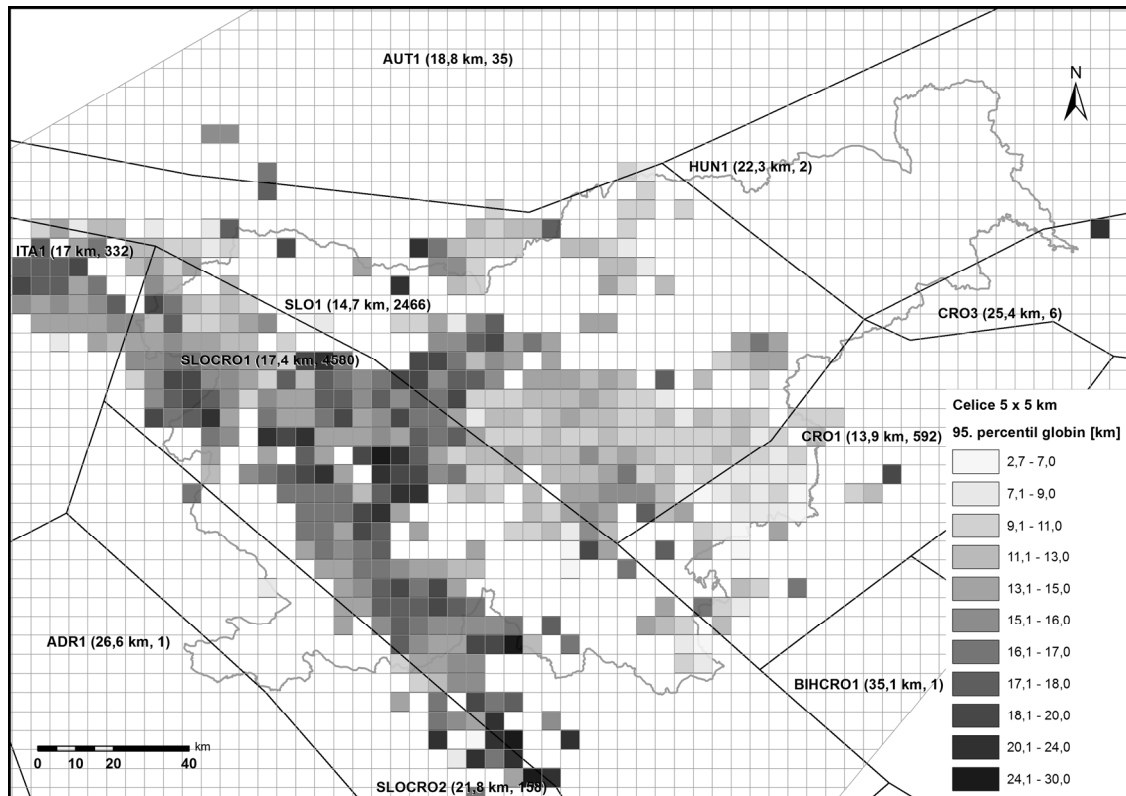 AUT1 (18,8 km, 35)
N
HUN1 (22,3 km, 2)
ITA1 (17 km, 332)
SLO1 (14,7 km, 2466)
CRO3 (25,4 km, 6)
SLOCRO1 (17,4 km, 4580)
Celice 5 x 5 km
95. percentil globin [km]
CRO1 (13,9 km, 592)
2,7 - 7,0
7,1 - 9,0
9,1 - 11,0
11,1 - 13,0
13,1 - 15,0
15,1 - 16,0
16,1 - 17,0
17,1 - 18,0
18,1 - 20,0
20,1 - 24,0
24,1 - 30,0
ADR1 (26,6 km, 1)
BIHCRO1 (35,1 km, 1)
km
0 10 20 40
SLOCRO2 (21,8 km, 158)